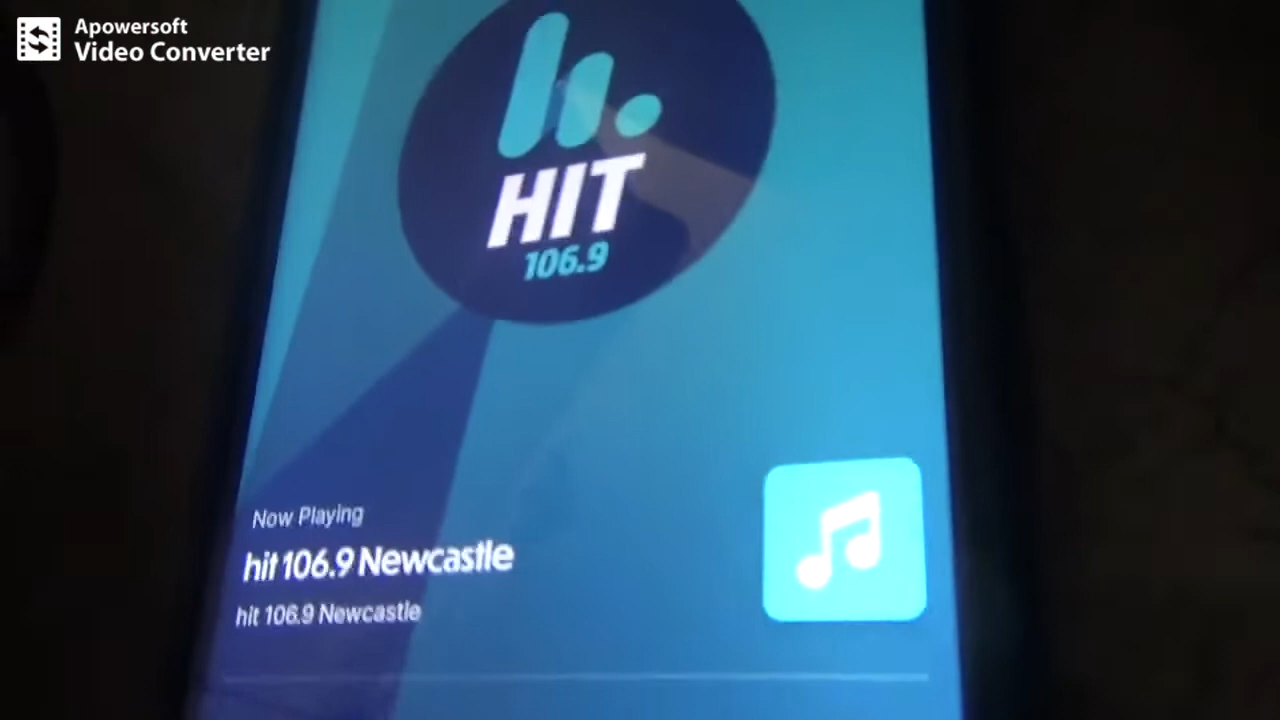 Apowersoft
Video Converter
h.
HIT
106.9
Now Playing
hit 106.9 Newcastle
hit 106.9 Newcastle